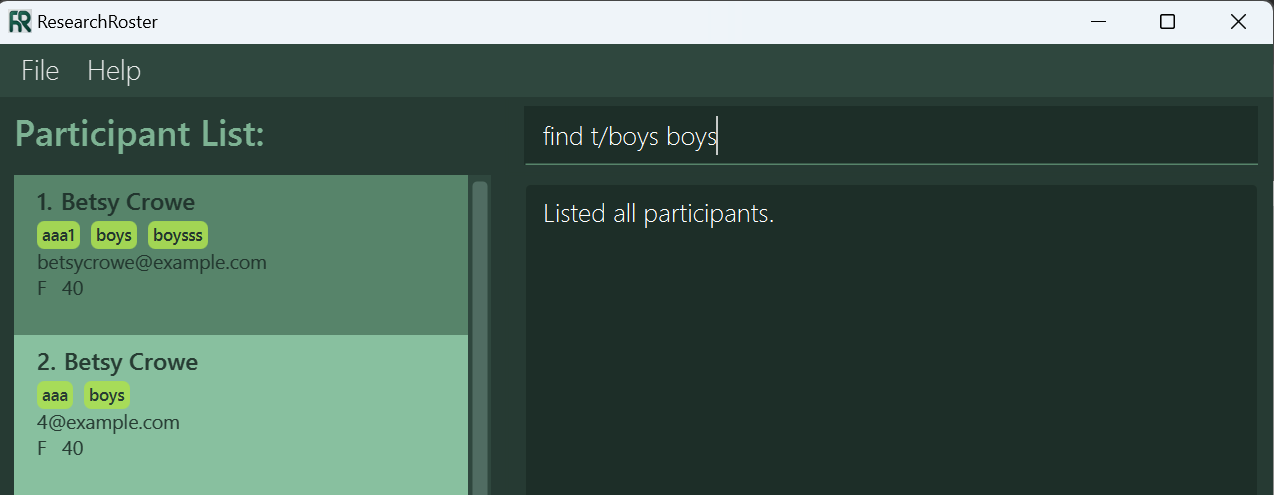 ResearchRoster
File Help
Participant List:
find t/boys boys
1. Betsy Crowe
aaa1 boys boysss
betsycrowe@example.com
F 40
2. Betsy Crowe
aaa boys
4@example.com
F 40
Listed all participants.